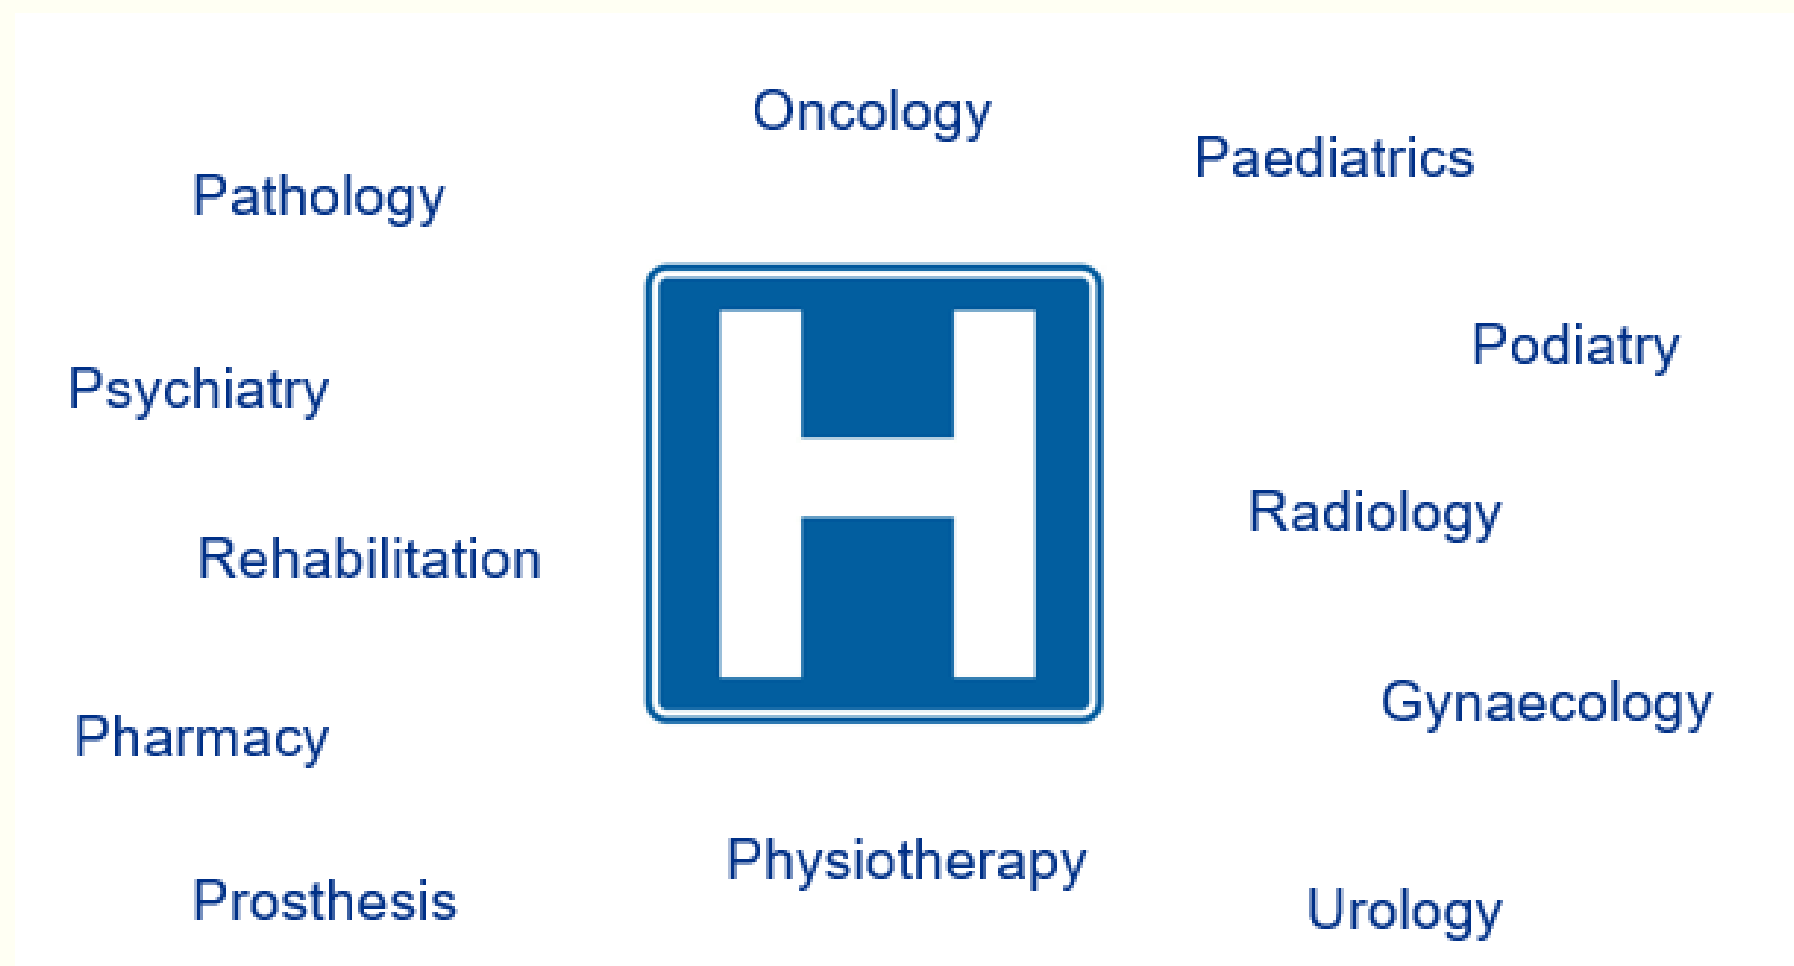 Oncology
Paediatrics
Pathology
Podiatry
Psychiatry
H
Radiology
Rehabilitation
Gynaecology
Pharmacy
Physiotherapy
Prosthesis
Urology